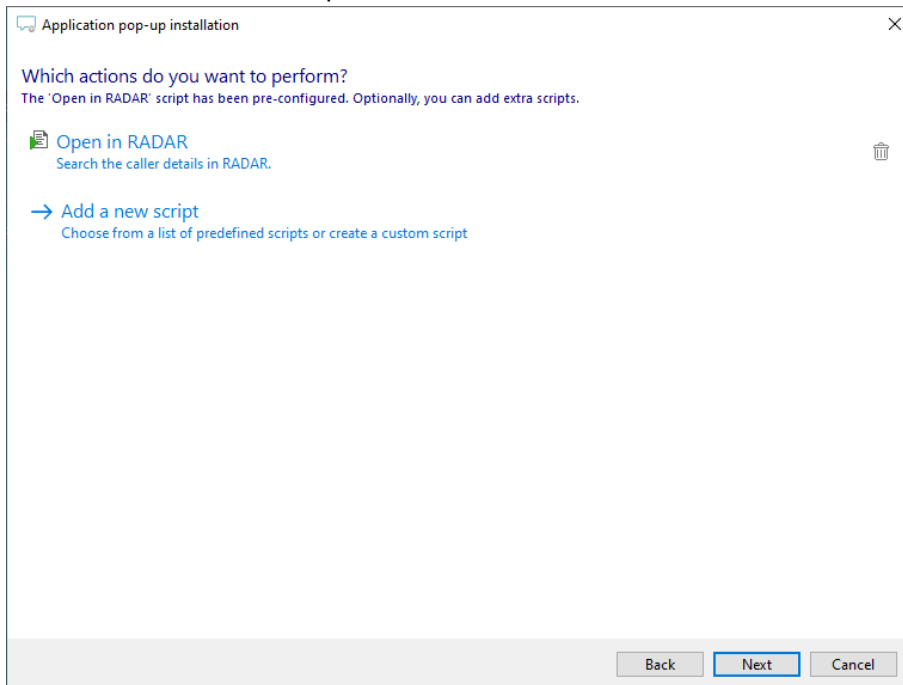 Application pop-up installation
Which actions do you want to perform?
The 'Open in RADAR' script has been pre-configured. Optionally, you can add extra scripts.
Open in RADAR
Search the caller details in RADAR.
Add a new script
Choose from a list of predefined scripts or create a custom script
Back Next Cancel